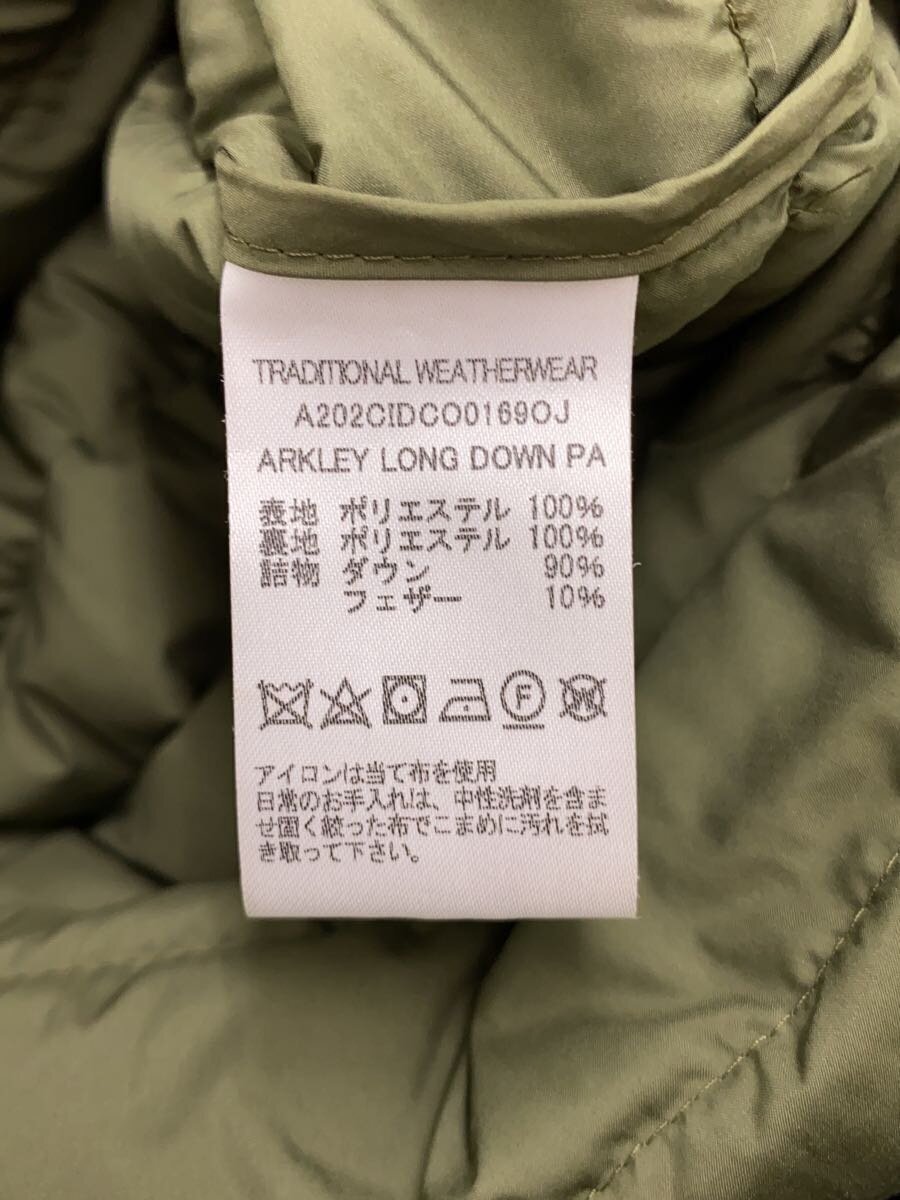 TRADITIONAL WEATHERWEAR
A202CIDCO0169OJ
ARKLEY LONG DOWN PA
表地 ポリエステル 100%
裏地 ポリエステル 100%
詰物 ダウン 90%
フェザー 10%
F W
アイロンは当て布を使用
日常のお手入れは、中性洗剤を含ま
せ固く絞った布でこまめに汚れを拭
き取って下さい。